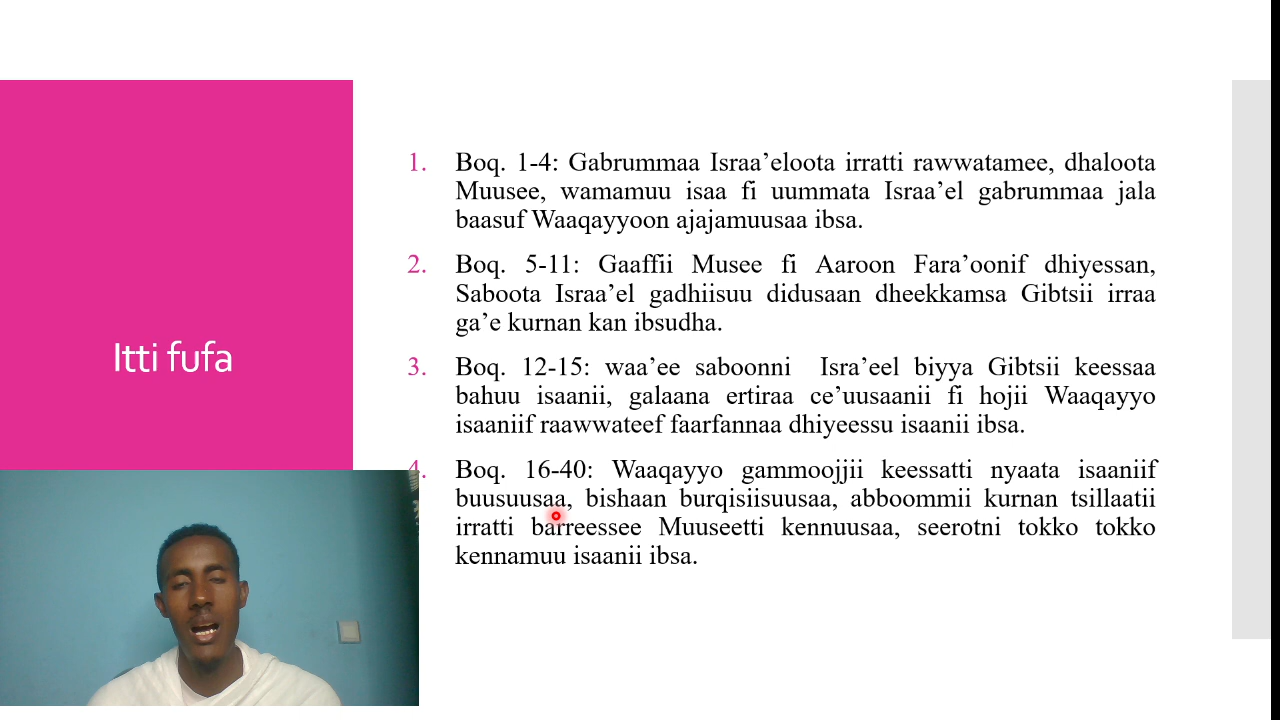 Itti fufa
1. Boq. 1-4: Gabrummaa Israa’eloota irratti rawwatamee, dhaloota
Muusee, wamamuu isaa fi uummata Israa’el gabrummaa jala
baasuf Waaqayyoon ajajamuusaa ibsa.
2. Boq. 5-11: Gaaffii Musee fi Aaroon Fara’oonif dhiyessan,
Saboota Israa’el gadhiisuu didusaan dheekkamsa Gibtsii irraa
ga’e kurnan kan ibsudha.
3. Boq. 12-15: waa’ee saboonni Isra’eel biyya Gibtsii keessaa
bahuu isaanii, galaana ertiraa ce’uusaanii fi hojii Waaqayyo
isaaniif raawwateef faarfannaa dhiyeessu isaanii ibsa.
4. Boq. 16-40: Waaqayyo gammoojjii keessatti nyaata isaaniif
buusuusaa, bishaan burqisiisuusaa, abboommii kurnan tsillaatii
irratti barreessee Muuseetti kennuusaa, seerotni tokko tokko
kennamuu isaanii ibsa.